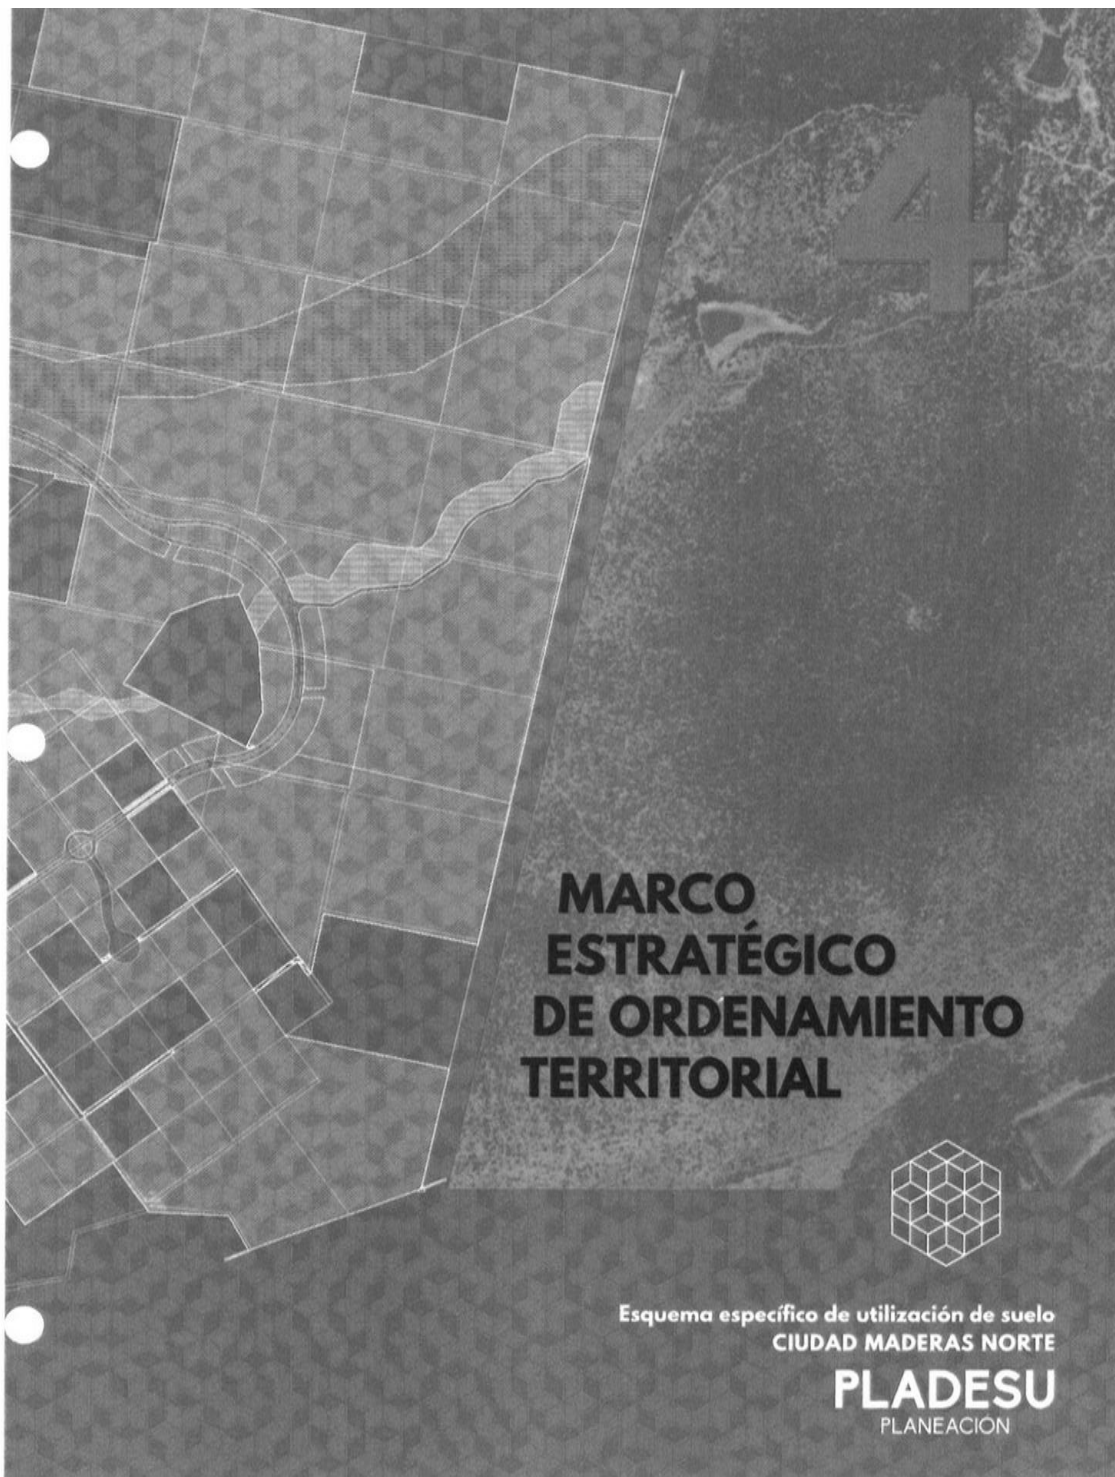 4
MARCO
ESTRATÉGICO
DE ORDENAMIENTO
TERRITORIAL
Esquema específico de utilización de suelo
CIUDAD MADERAS NORTE
PLADESU
PLANEACIÓN